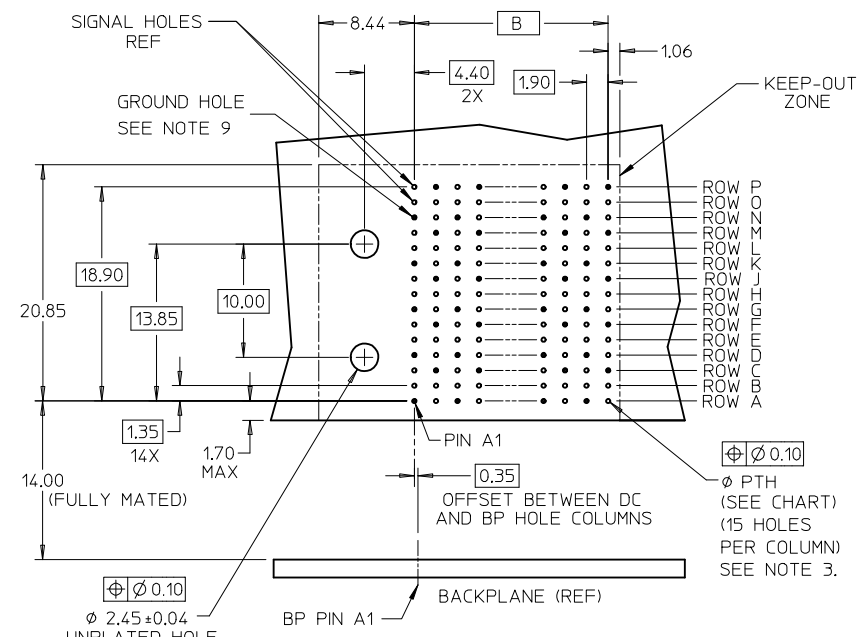 SIGNAL HOLES
REF
8.44
B
1.06
4.40
2X
1.90
KEEP-OUT
ZONE
GROUND HOLE
SEE NOTE 9
ROW P
ROW O
ROW N
ROW M
ROW L
ROW K
ROW J
ROW H
ROW G
ROW F
ROW E
ROW D
ROW C
ROW B
ROW A
18.90
20.85
13.85
10.00
1.35
14X
1.70
MAX
PIN A1
14.00
(FULLY MATED)
0.35
OFFSET BETWEEN DC
AND BP HOLE COLUMNS
⌖ Ø 0.10
Ø PTH
(SEE CHART)
(15 HOLES
PER COLUMN)
SEE NOTE 3.
BACKPLANE (REF)
⌖ Ø 0.10
Ø 2.45±0.04
UNPLATED HOLE
BP PIN A1